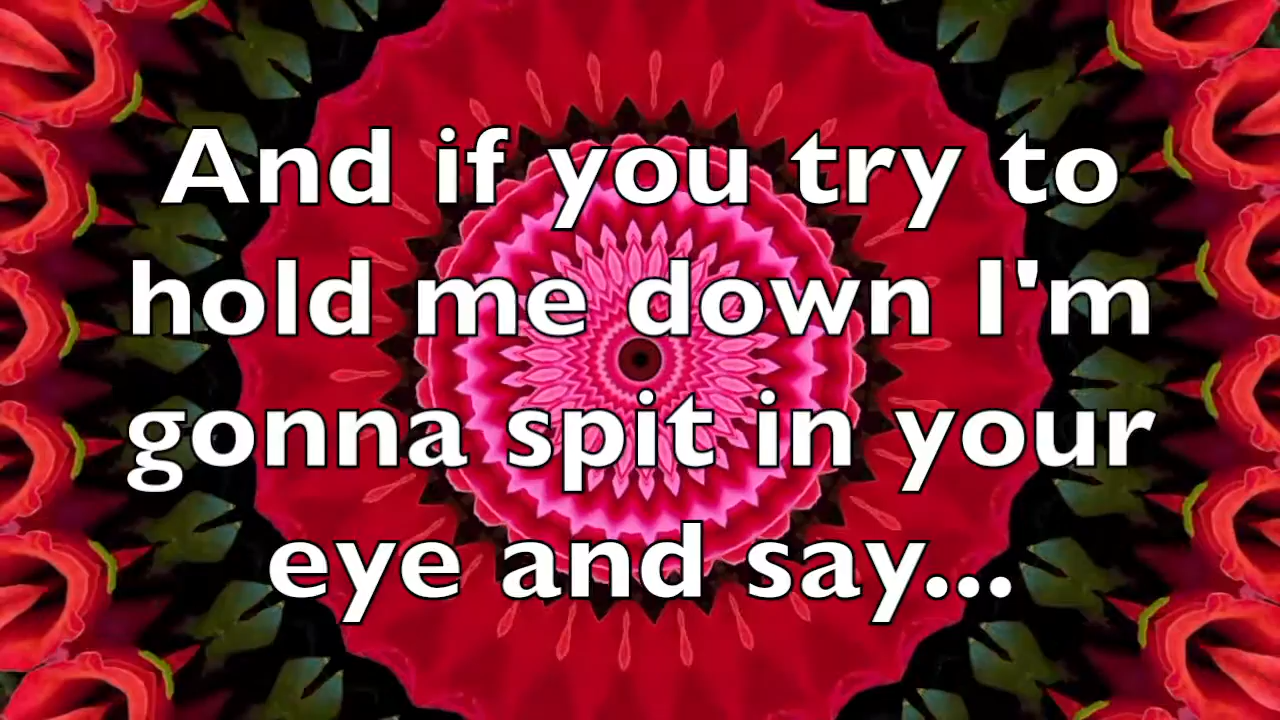 And if you try to
hold me down I'm
gonna spit in your
eye and say...